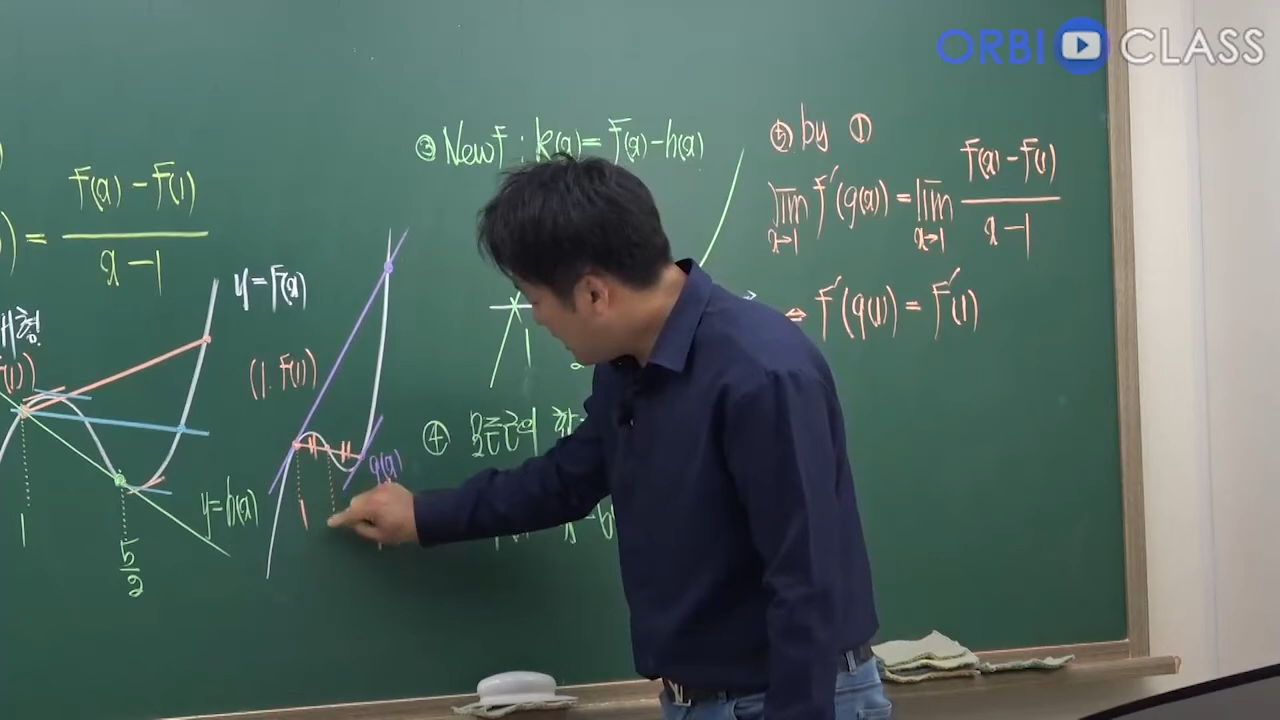 ORBI CLASS
) = f(x) - f(1)
x - 1
y = f(x)
(1. f(1))
g(x)
1
1
5
2
y = h(x)
③ New f : k(x) = f(x) - h(x)
1
④
⑤ by ①
lim f'(g(x)) = lim f(x) - f(1)
x→1 x→1 x - 1
⇔ f'(g(1)) = f'(1)